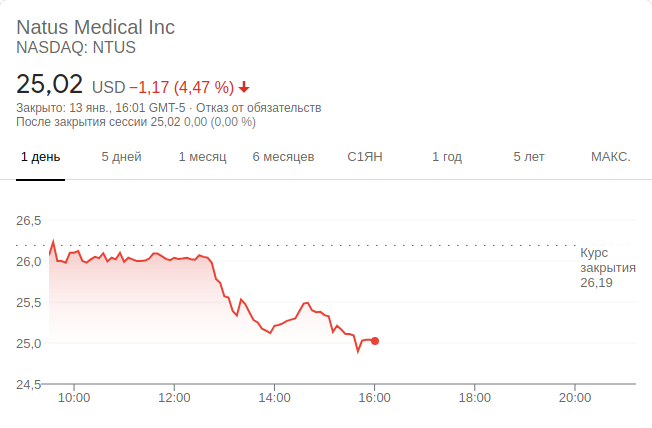 Natus Medical Inc
NASDAQ: NTUS
25,02 USD −1,17 (4,47 %)
Закрыто: 13 янв., 16:01 GMT-5 · Отказ от обязательств
После закрытия сессии 25,02 0,00 (0,00 %)
1 день 5 дней 1 месяц 6 месяцев С1ЯН 1 год 5 лет МАКС.
26,5
Курс
26,0
закрытия
26,19
25,5
25,0
24,5
10:00 12:00 14:00 16:00 18:00 20:00